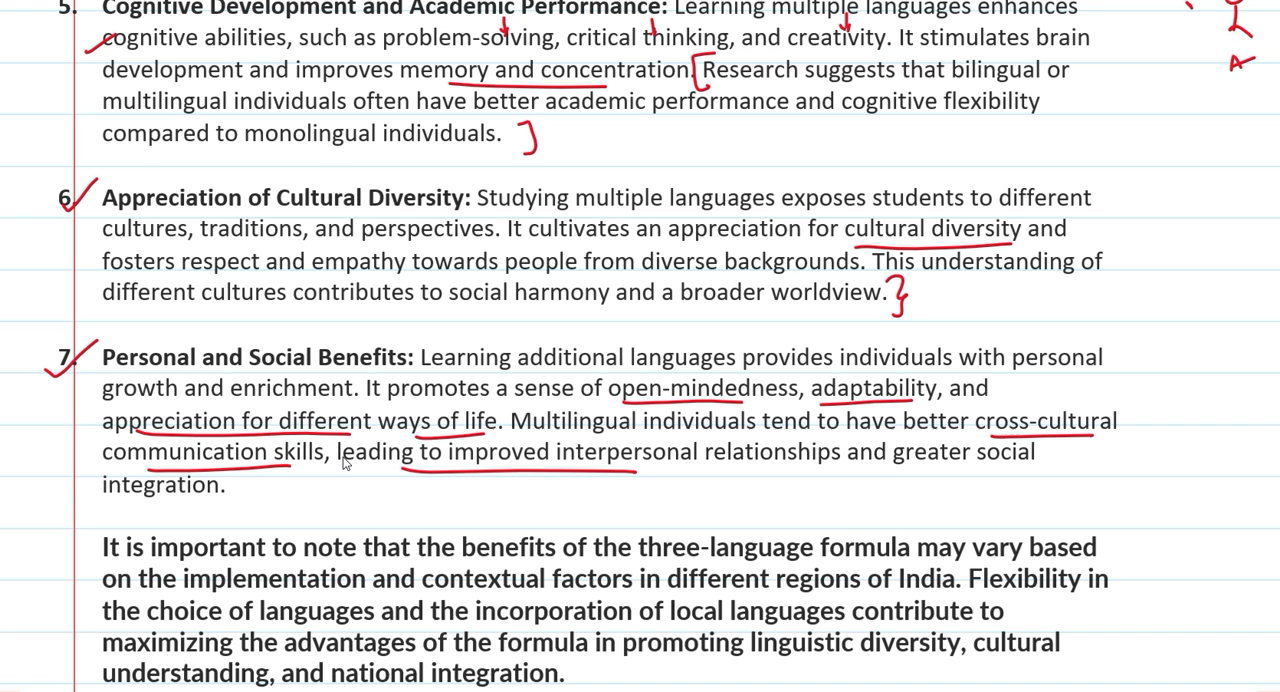 5. Cognitive Development and Academic Performance: Learning multiple languages enhances
cognitive abilities, such as problem-solving, critical thinking, and creativity. It stimulates brain
development and improves memory and concentration. Research suggests that bilingual or
multilingual individuals often have better academic performance and cognitive flexibility
compared to monolingual individuals.
6. Appreciation of Cultural Diversity: Studying multiple languages exposes students to different
cultures, traditions, and perspectives. It cultivates an appreciation for cultural diversity and
fosters respect and empathy towards people from diverse backgrounds. This understanding of
different cultures contributes to social harmony and a broader worldview.
7. Personal and Social Benefits: Learning additional languages provides individuals with personal
growth and enrichment. It promotes a sense of open-mindedness, adaptability, and
appreciation for different ways of life. Multilingual individuals tend to have better cross-cultural
communication skills, leading to improved interpersonal relationships and greater social
integration.
It is important to note that the benefits of the three-language formula may vary based
on the implementation and contextual factors in different regions of India. Flexibility in
the choice of languages and the incorporation of local languages contribute to
maximizing the advantages of the formula in promoting linguistic diversity, cultural
understanding, and national integration.